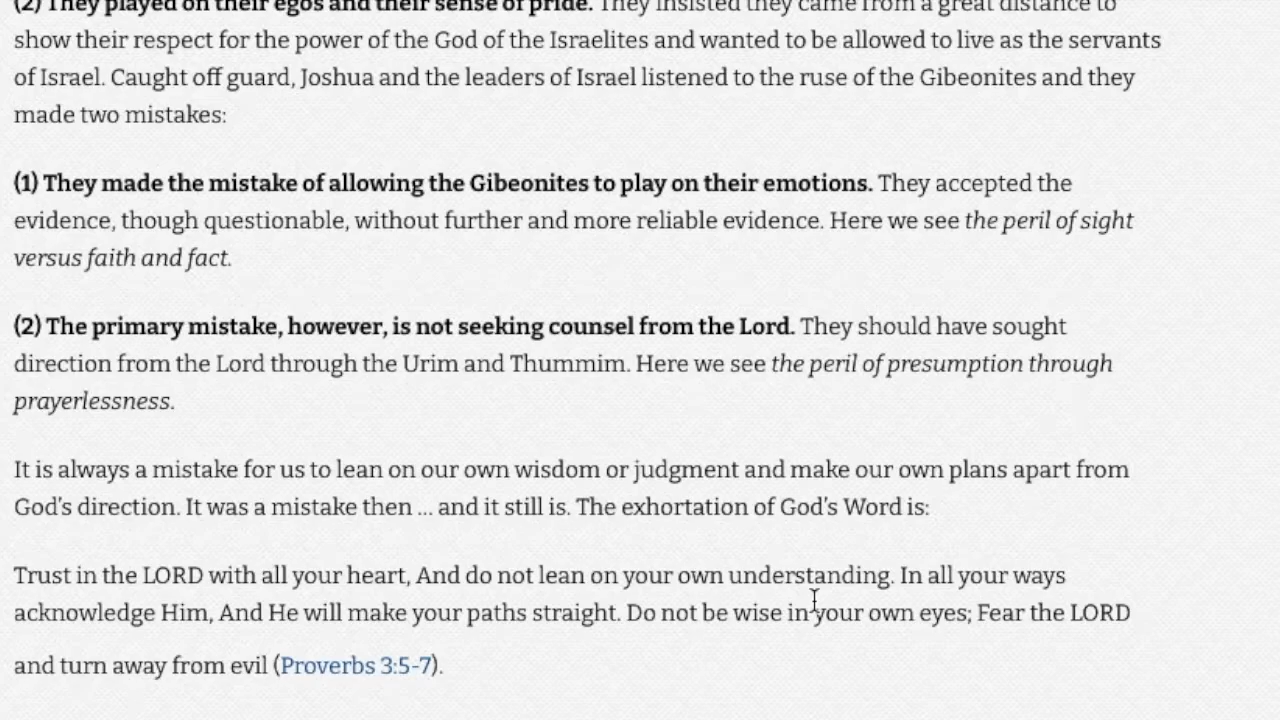 (2) They played on their egos and their sense of pride. They insisted they came from a great distance to
show their respect for the power of the God of the Israelites and wanted to be allowed to live as the servants
of Israel. Caught off guard, Joshua and the leaders of Israel listened to the ruse of the Gibeonites and they
made two mistakes:
(1) They made the mistake of allowing the Gibeonites to play on their emotions. They accepted the
evidence, though questionable, without further and more reliable evidence. Here we see the peril of sight
versus faith and fact.
(2) The primary mistake, however, is not seeking counsel from the Lord. They should have sought
direction from the Lord through the Urim and Thummim. Here we see the peril of presumption through
prayerlessness.
It is always a mistake for us to lean on our own wisdom or judgment and make our own plans apart from
God's direction. It was a mistake then ... and it still is. The exhortation of God's Word is:
Trust in the LORD with all your heart, And do not lean on your own understanding. In all your ways
acknowledge Him, And He will make your paths straight. Do not be wise in your own eyes; Fear the LORD
and turn away from evil (Proverbs 3:5-7).